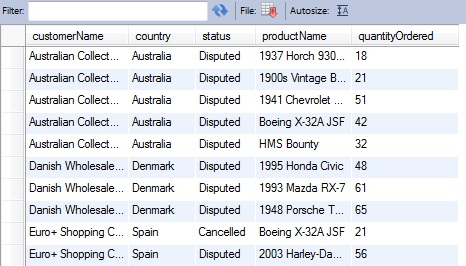 Filter: File: Autosize:
customerName country status productName quantityOrdered
Australian Collect... Australia Disputed 1937 Horch 930... 18
Australian Collect... Australia Disputed 1900s Vintage B... 21
Australian Collect... Australia Disputed 1941 Chevrolet ... 51
Australian Collect... Australia Disputed Boeing X-32A JSF 42
Australian Collect... Australia Disputed HMS Bounty 32
Danish Wholesale... Denmark Disputed 1995 Honda Civic 48
Danish Wholesale... Denmark Disputed 1993 Mazda RX-7 61
Danish Wholesale... Denmark Disputed 1948 Porsche T... 65
Euro+ Shopping C... Spain Cancelled Boeing X-32A JSF 21
Euro+ Shopping C... Spain Disputed 2003 Harley-Da... 56